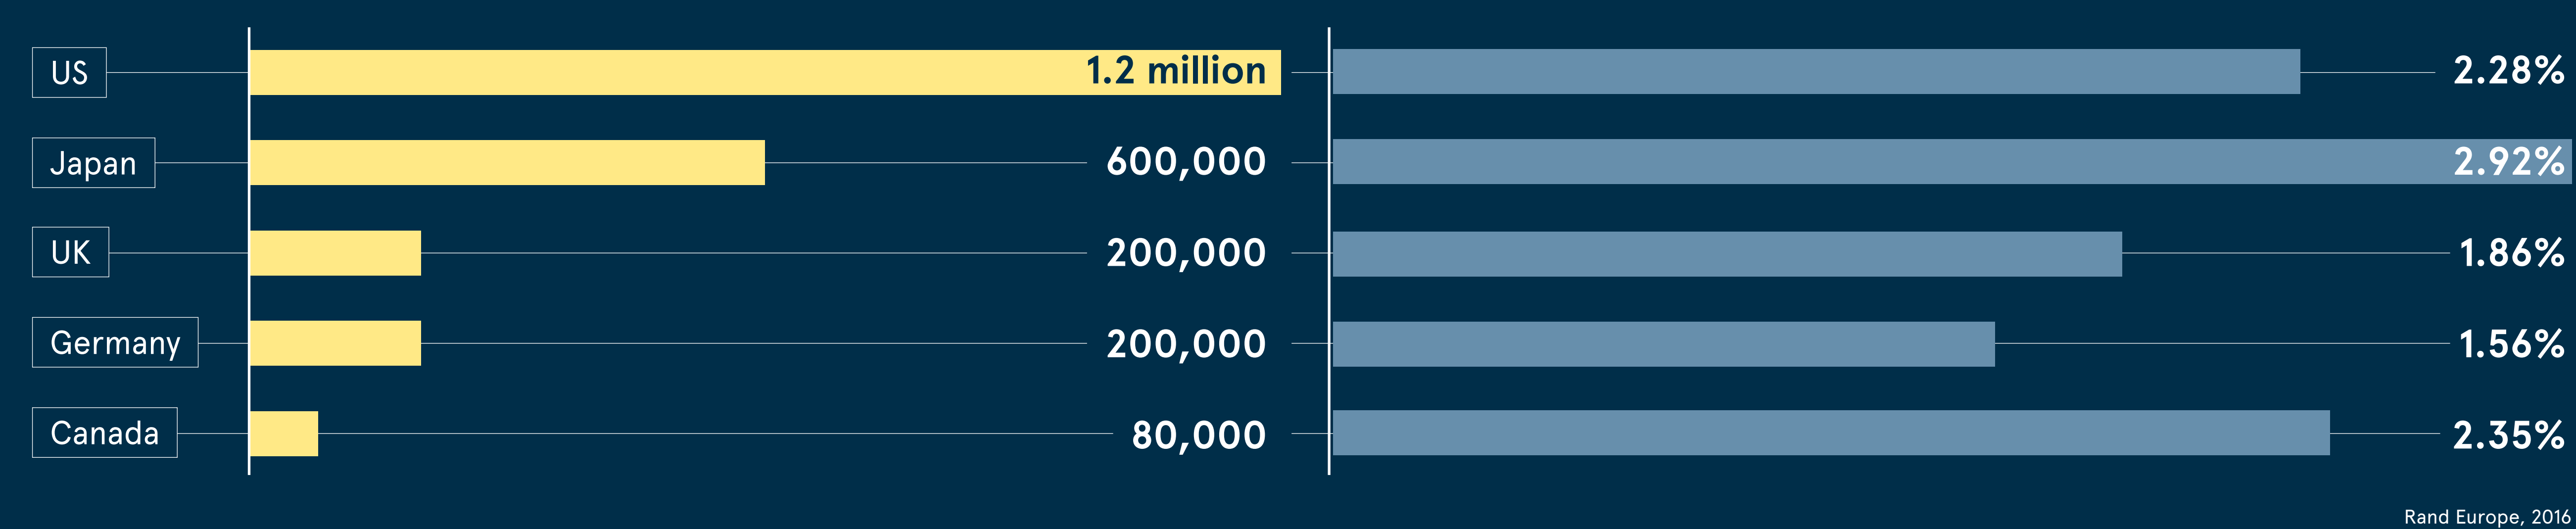 US 1.2 million 2.28%
Japan 600,000 2.92%
UK 200,000 1.86%
Germany 200,000 1.56%
Canada 80,000 2.35%
Rand Europe, 2016